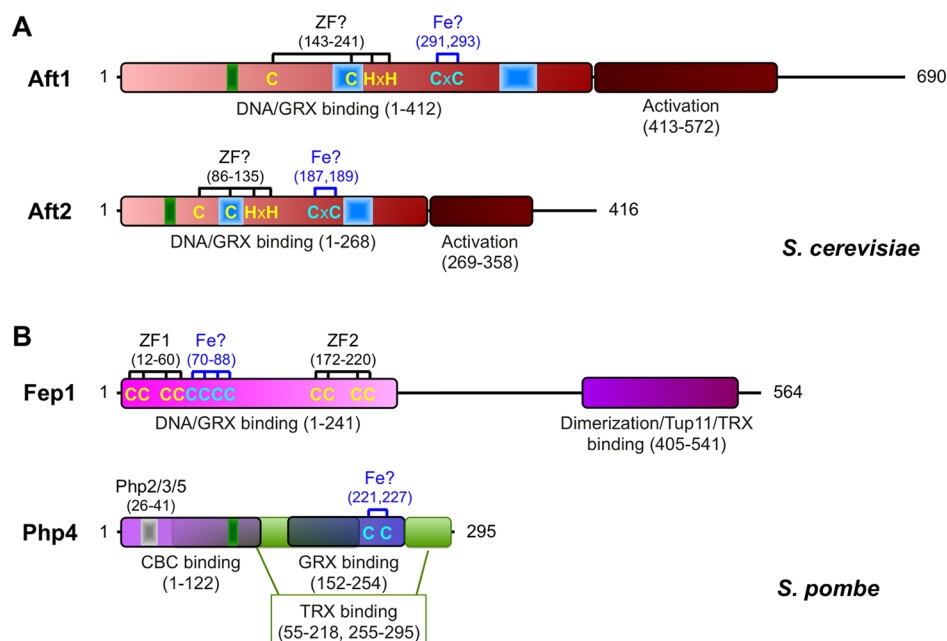 A
ZF?
(143-241)
Fe?
(291,293)
Aft1
1
C
C
HxH
CxC
690
DNA/GRX binding (1-412)
Activation
(413-572)
ZF?
(86-135)
Fe?
(187,189)
Aft2
1
C
C
HxH
CxC
416
DNA/GRX binding (1-268)
Activation
(269-358)
S. cerevisiae
B
ZF1
(12-60)
Fe?
(70-88)
ZF2
(172-220)
Fep1
1
CC
CC
CCCC
CC
CC
564
DNA/GRX binding (1-241)
Dimerization/Tup11/TRX
binding (405-541)
Php2/3/5
(26-41)
Fe?
(221,227)
Php4
1
C C
295
CBC binding
(1-122)
GRX binding
(152-254)
S. pombe
TRX binding
(55-218, 255-295)